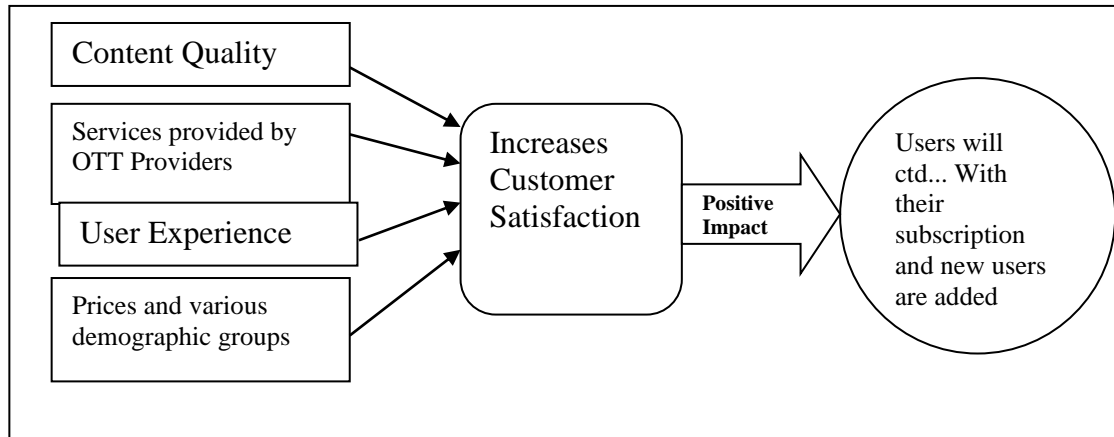 Content Quality
Services provided by
OTT Providers
User Experience
Prices and various
demographic groups
Increases
Customer
Satisfaction
Positive
Impact
Users will
ctd... With
their
subscription
and new users
are added